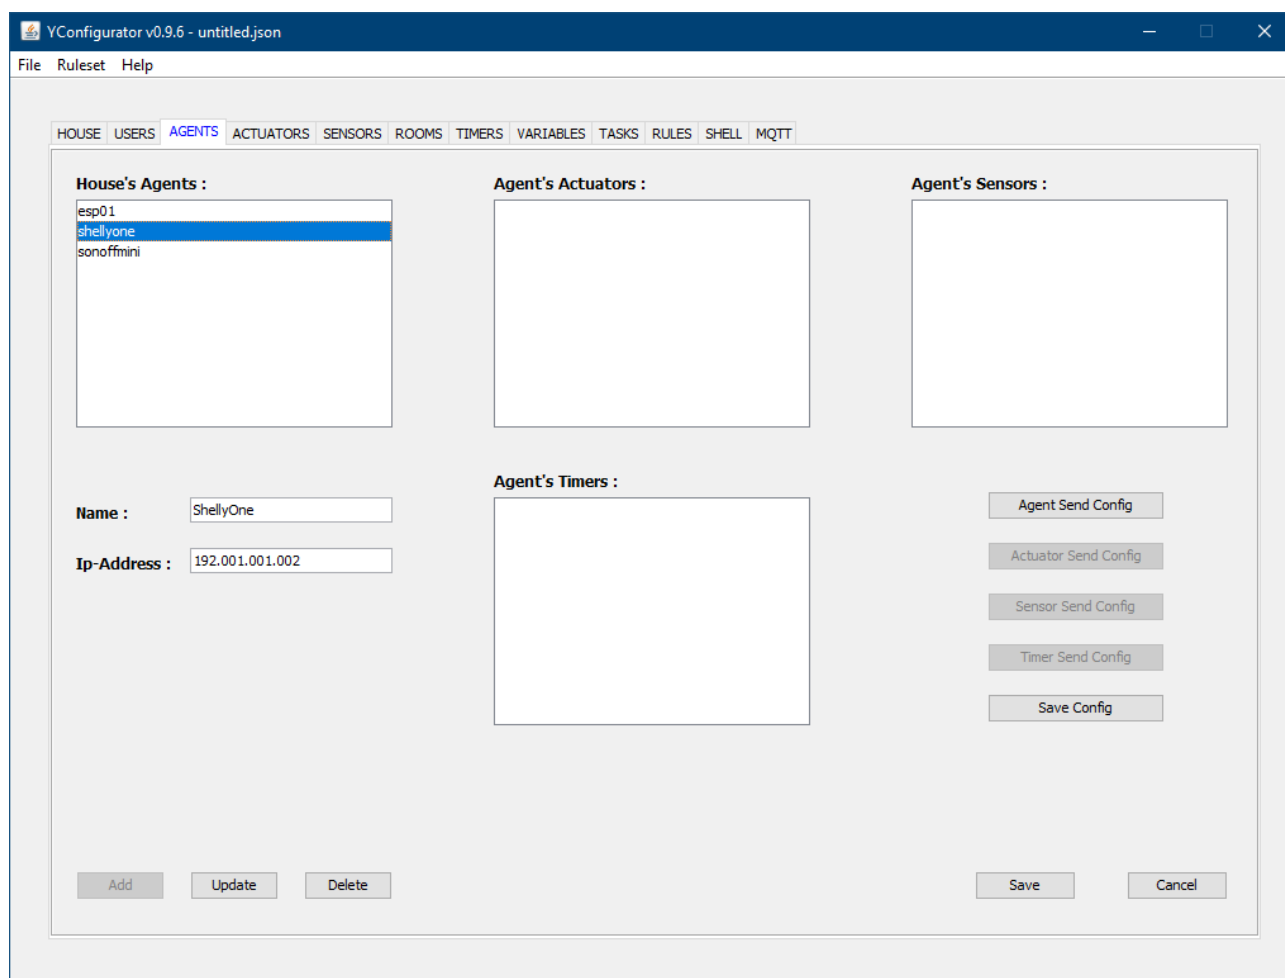 YConfigurator v0.9.6 - untitled.json
File Ruleset Help
HOUSE USERS AGENTS ACTUATORS SENSORS ROOMS TIMERS VARIABLES TASKS RULES SHELL MQTT
House's Agents : Agent's Actuators : Agent's Sensors :
esp01
shellyone
sonoffmini
Agent's Timers :
Name : ShellyOne Agent Send Config
Ip-Address : 192.001.001.002 Actuator Send Config
Sensor Send Config
Timer Send Config
Save Config
Add Update Delete Save Cancel